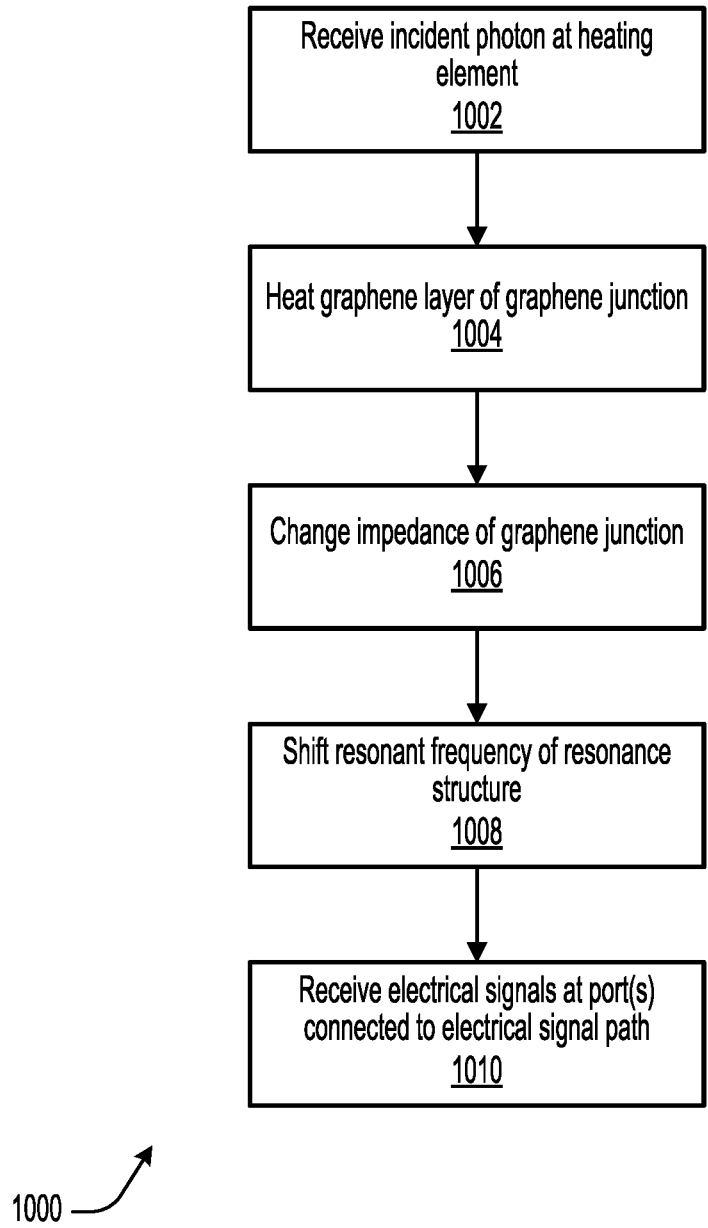 Receive incident photon at heating
element
1002
Heat graphene layer of graphene junction
1004
Change impedance of graphene junction
1006
Shift resonant frequency of resonance
structure
1008
Receive electrical signals at port(s)
connected to electrical signal path
1010
1000